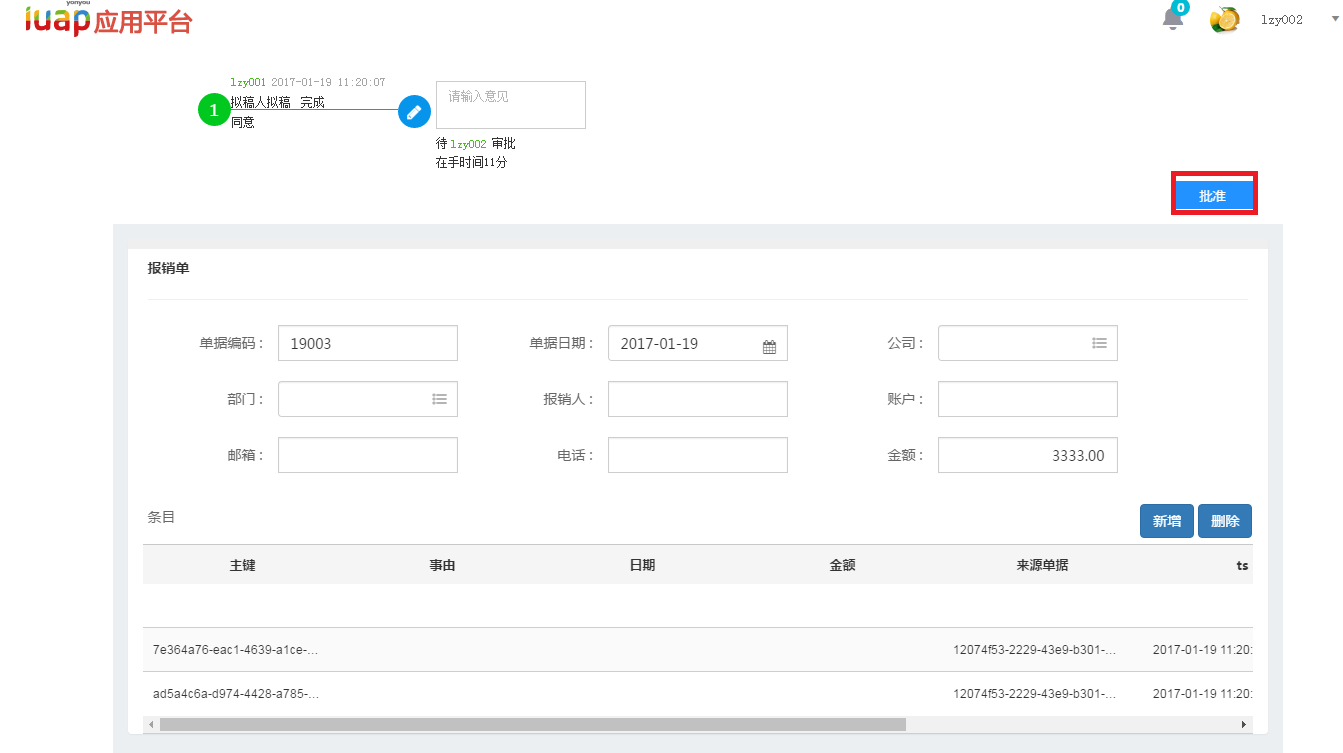 yonyou
iuap应用平台
0
lzy002
lzy001 2017-01-19 11:20:07
1
拟稿人拟稿 完成
同意
请输入意见
待 lzy002 审批
在手时间11分
批准
报销单
单据编码： 19003
单据日期： 2017-01-19
公司：
部门：
报销人：
账户：
邮箱：
电话：
金额： 3333.00
条目
新增 删除
主键 事由 日期 金额 来源单据 ts
7e364a76-eac1-4639-a1ce-... 12074f53-2229-43e9-b301-... 2017-01-19 11:20:
ad5a4c6a-d974-4428-a785-... 12074f53-2229-43e9-b301-... 2017-01-19 11:20: